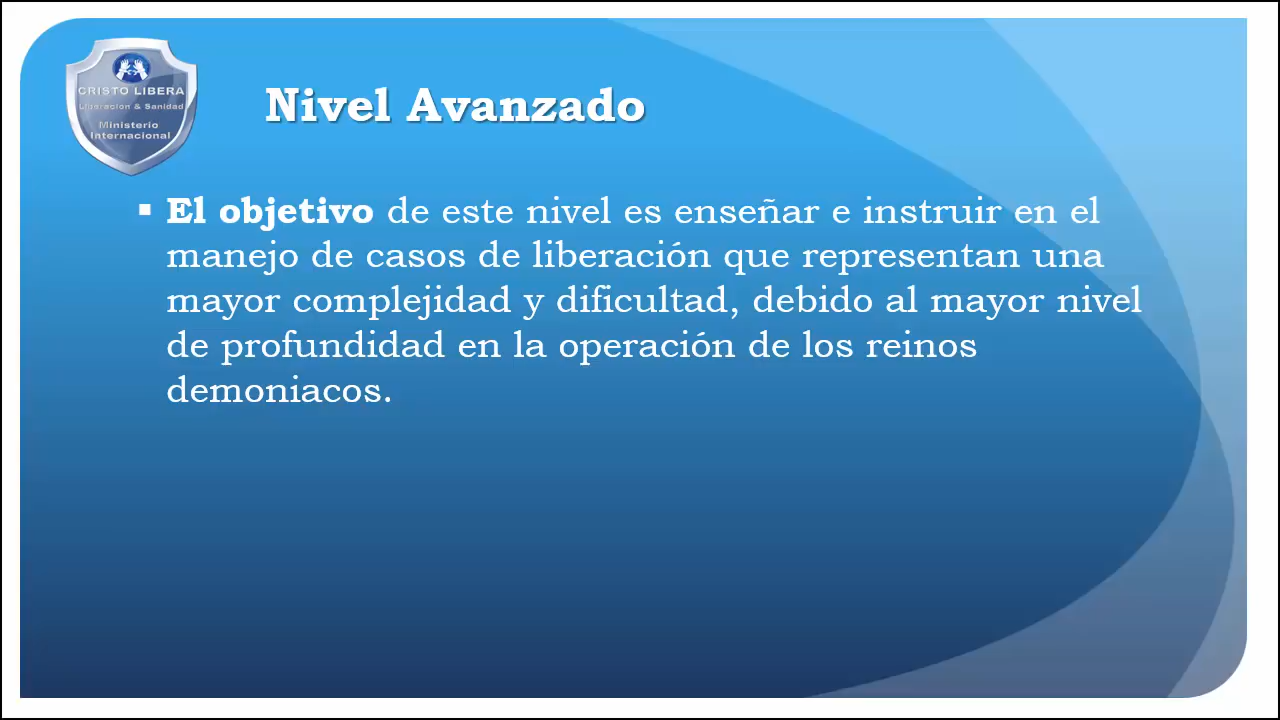 CRISTO LIBERA
Liberación & Sanidad
Ministerio
Internacional
Nivel Avanzado
▪ El objetivo de este nivel es enseñar e instruir en el
manejo de casos de liberación que representan una
mayor complejidad y dificultad, debido al mayor nivel
de profundidad en la operación de los reinos
demoniacos.